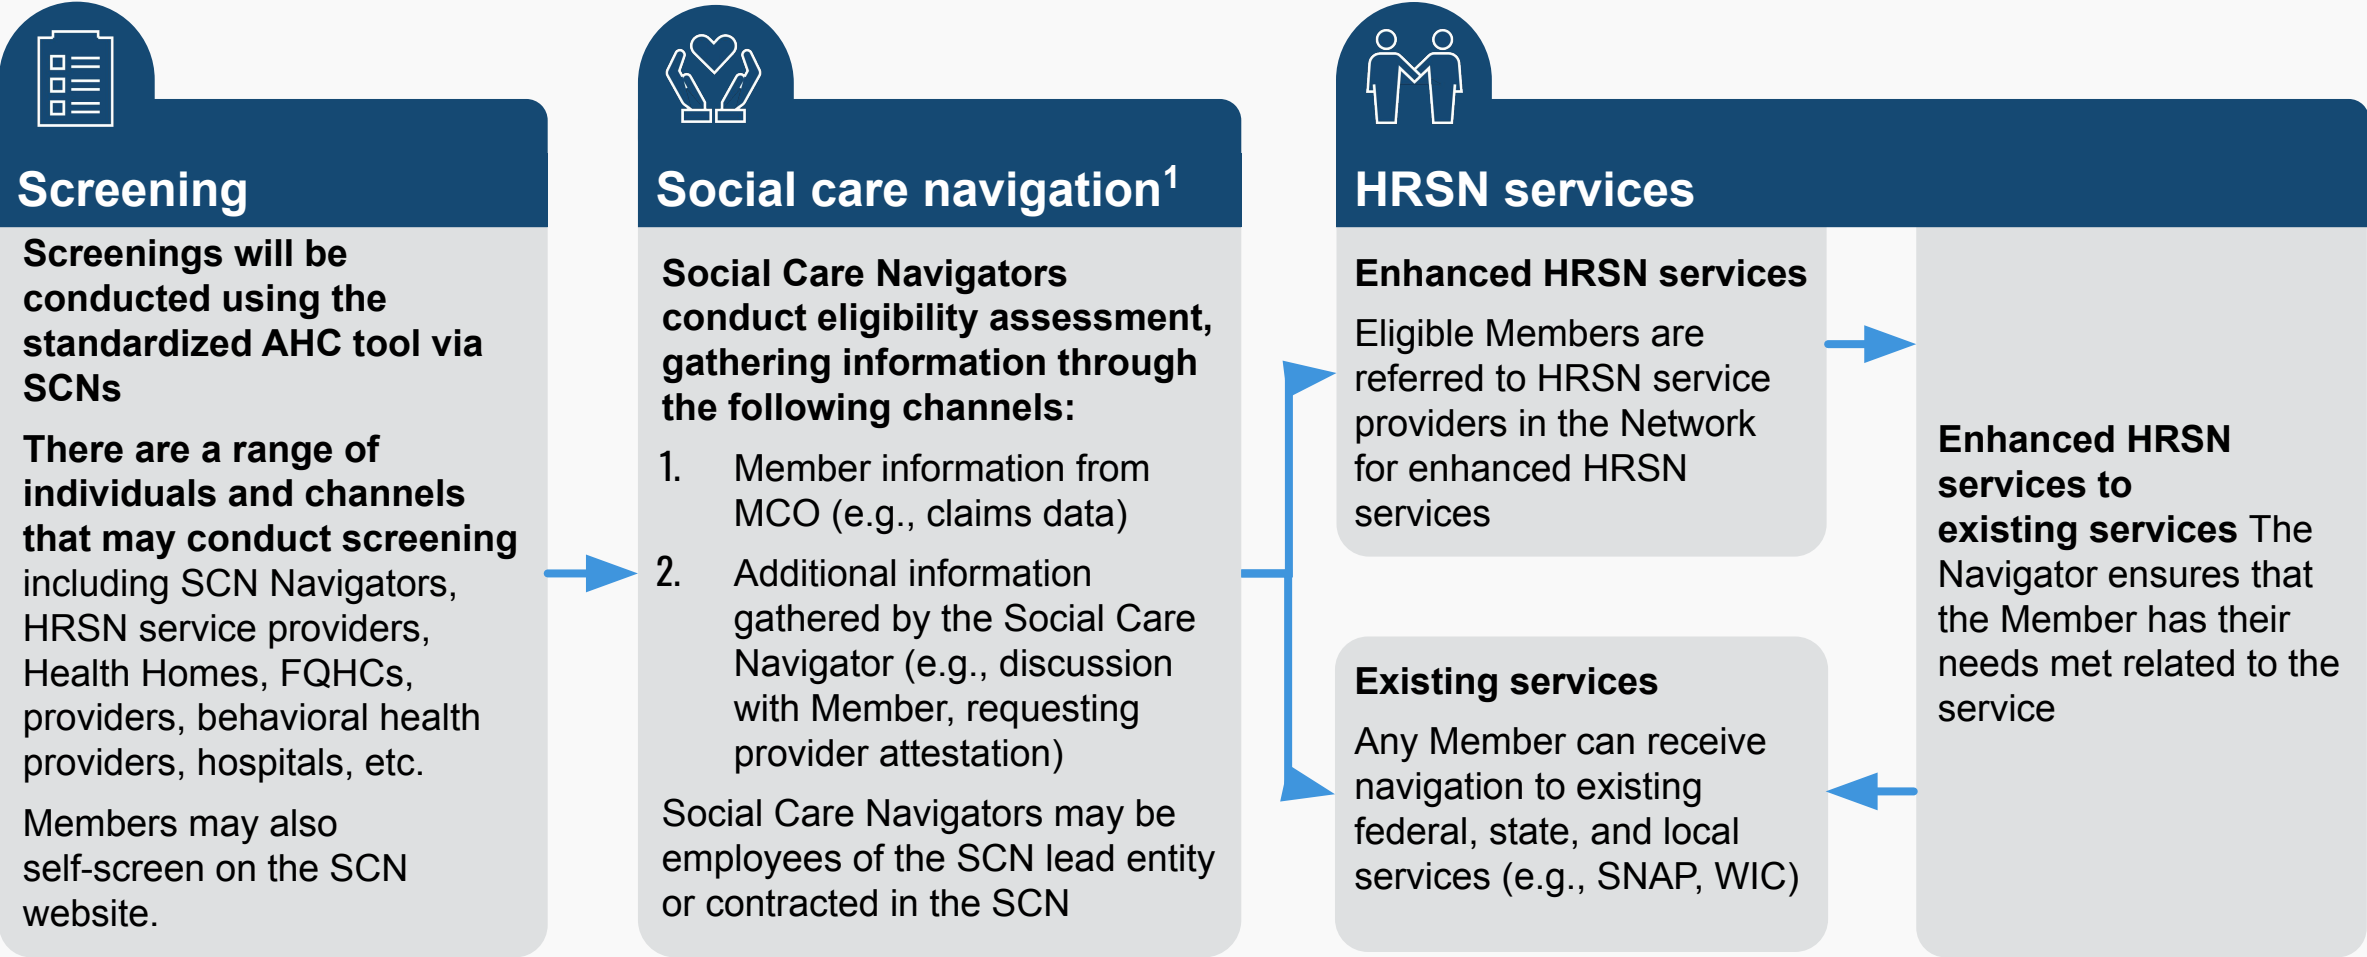 Screening
Screenings will be
conducted using the
standardized AHC tool via
SCNs
There are a range of
individuals and channels
that may conduct screening
including SCN Navigators,
HRSN service providers,
Health Homes, FQHCs,
providers, behavioral health
providers, hospitals, etc.
Members may also
self-screen on the SCN
website.
Social care navigation1
Social Care Navigators
conduct eligibility assessment,
gathering information through
the following channels:
1. Member information from
MCO (e.g., claims data)
2. Additional information
gathered by the Social Care
Navigator (e.g., discussion
with Member, requesting
provider attestation)
Social Care Navigators may be
employees of the SCN lead entity
or contracted in the SCN
HRSN services
Enhanced HRSN services
Eligible Members are
referred to HRSN service
providers in the Network
for enhanced HRSN
services
Existing services
Any Member can receive
navigation to existing
federal, state, and local
services (e.g., SNAP, WIC)
Enhanced HRSN
services to
existing services The
Navigator ensures that
the Member has their
needs met related to the
service